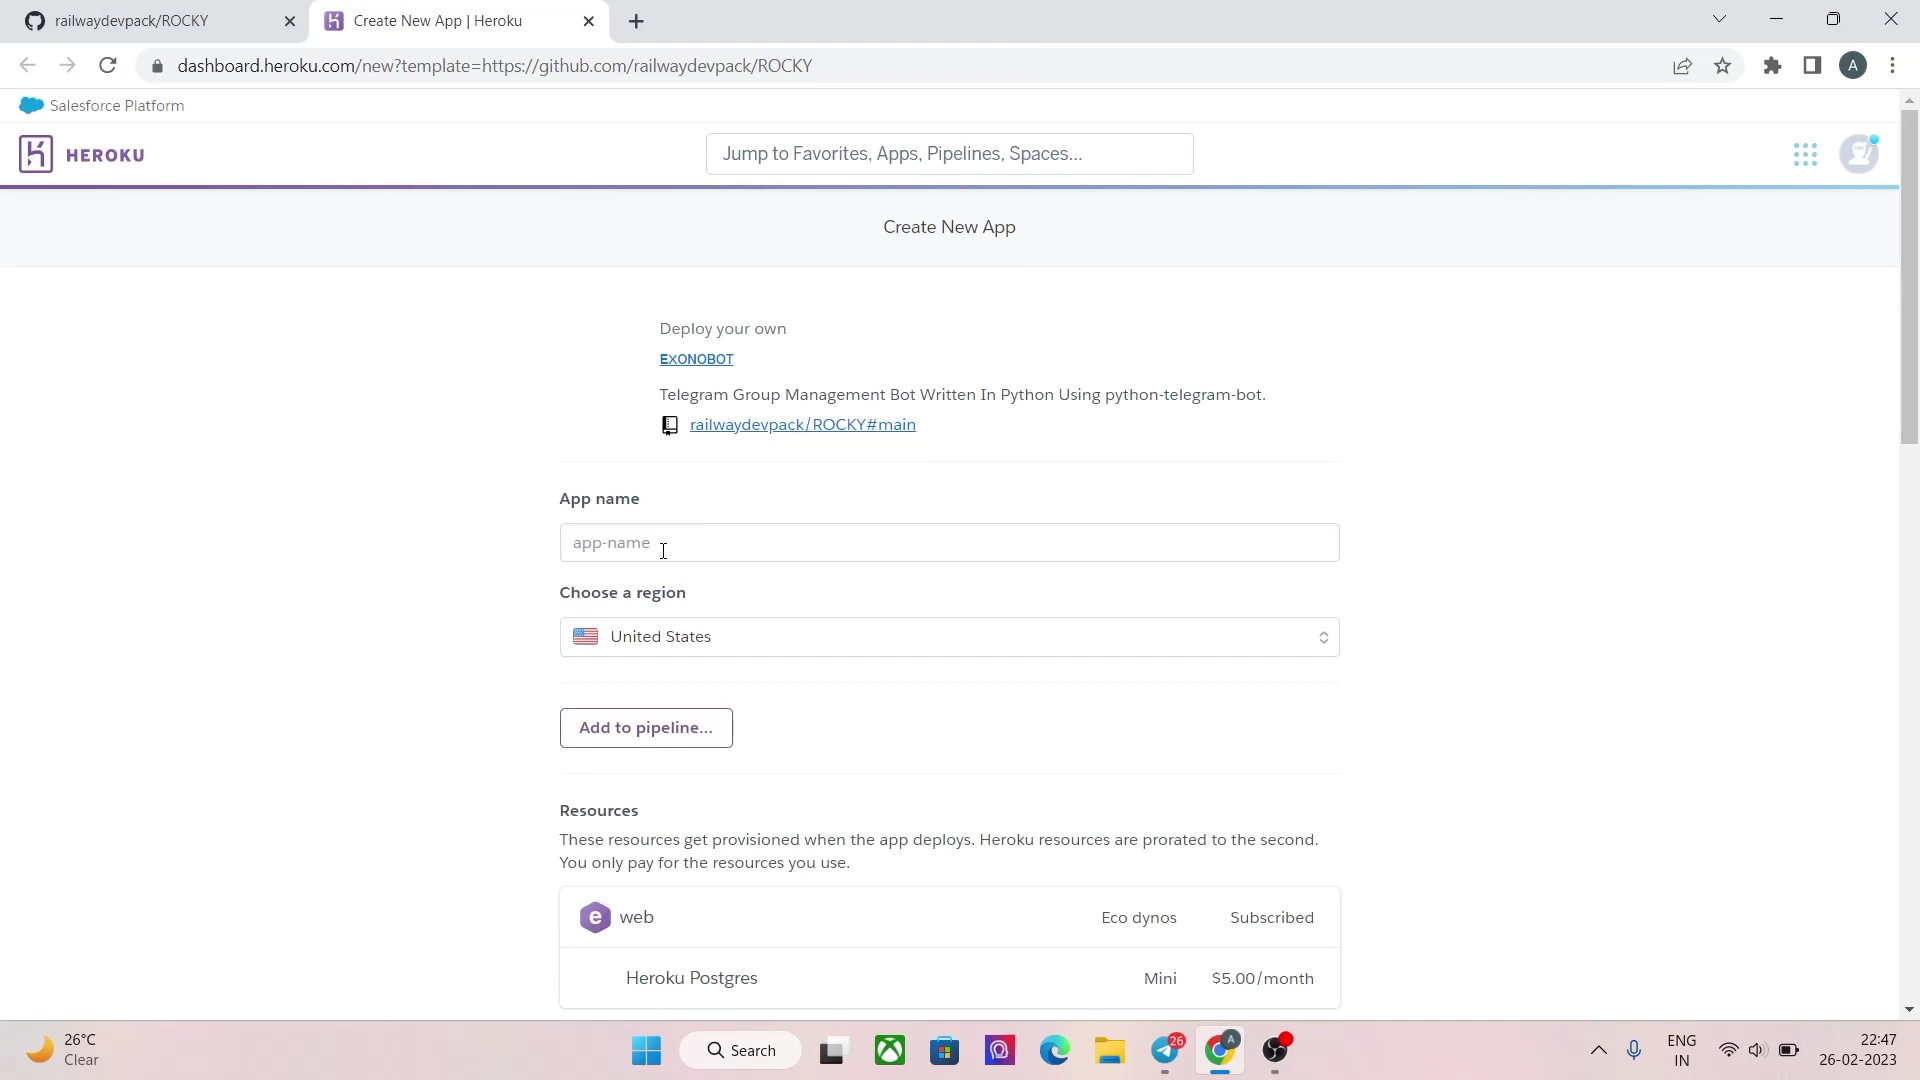 railwaydevpack/ROCKY
Create New App | Heroku
dashboard.heroku.com/new?template=https://github.com/railwaydevpack/ROCKY
A
Salesforce Platform
HEROKU
Jump to Favorites, Apps, Pipelines, Spaces...
Create New App
Deploy your own
EXONOBOT
Telegram Group Management Bot Written In Python Using python-telegram-bot.
railwaydevpack/ROCKY#main
App name
app-name
Choose a region
United States
Add to pipeline...
Resources
These resources get provisioned when the app deploys. Heroku resources are prorated to the second.
You only pay for the resources you use.
e web Eco dynos Subscribed
Heroku Postgres Mini $5.00/month
26°C
Clear
Search
26
A
ENG
IN
22:47
26-02-2023